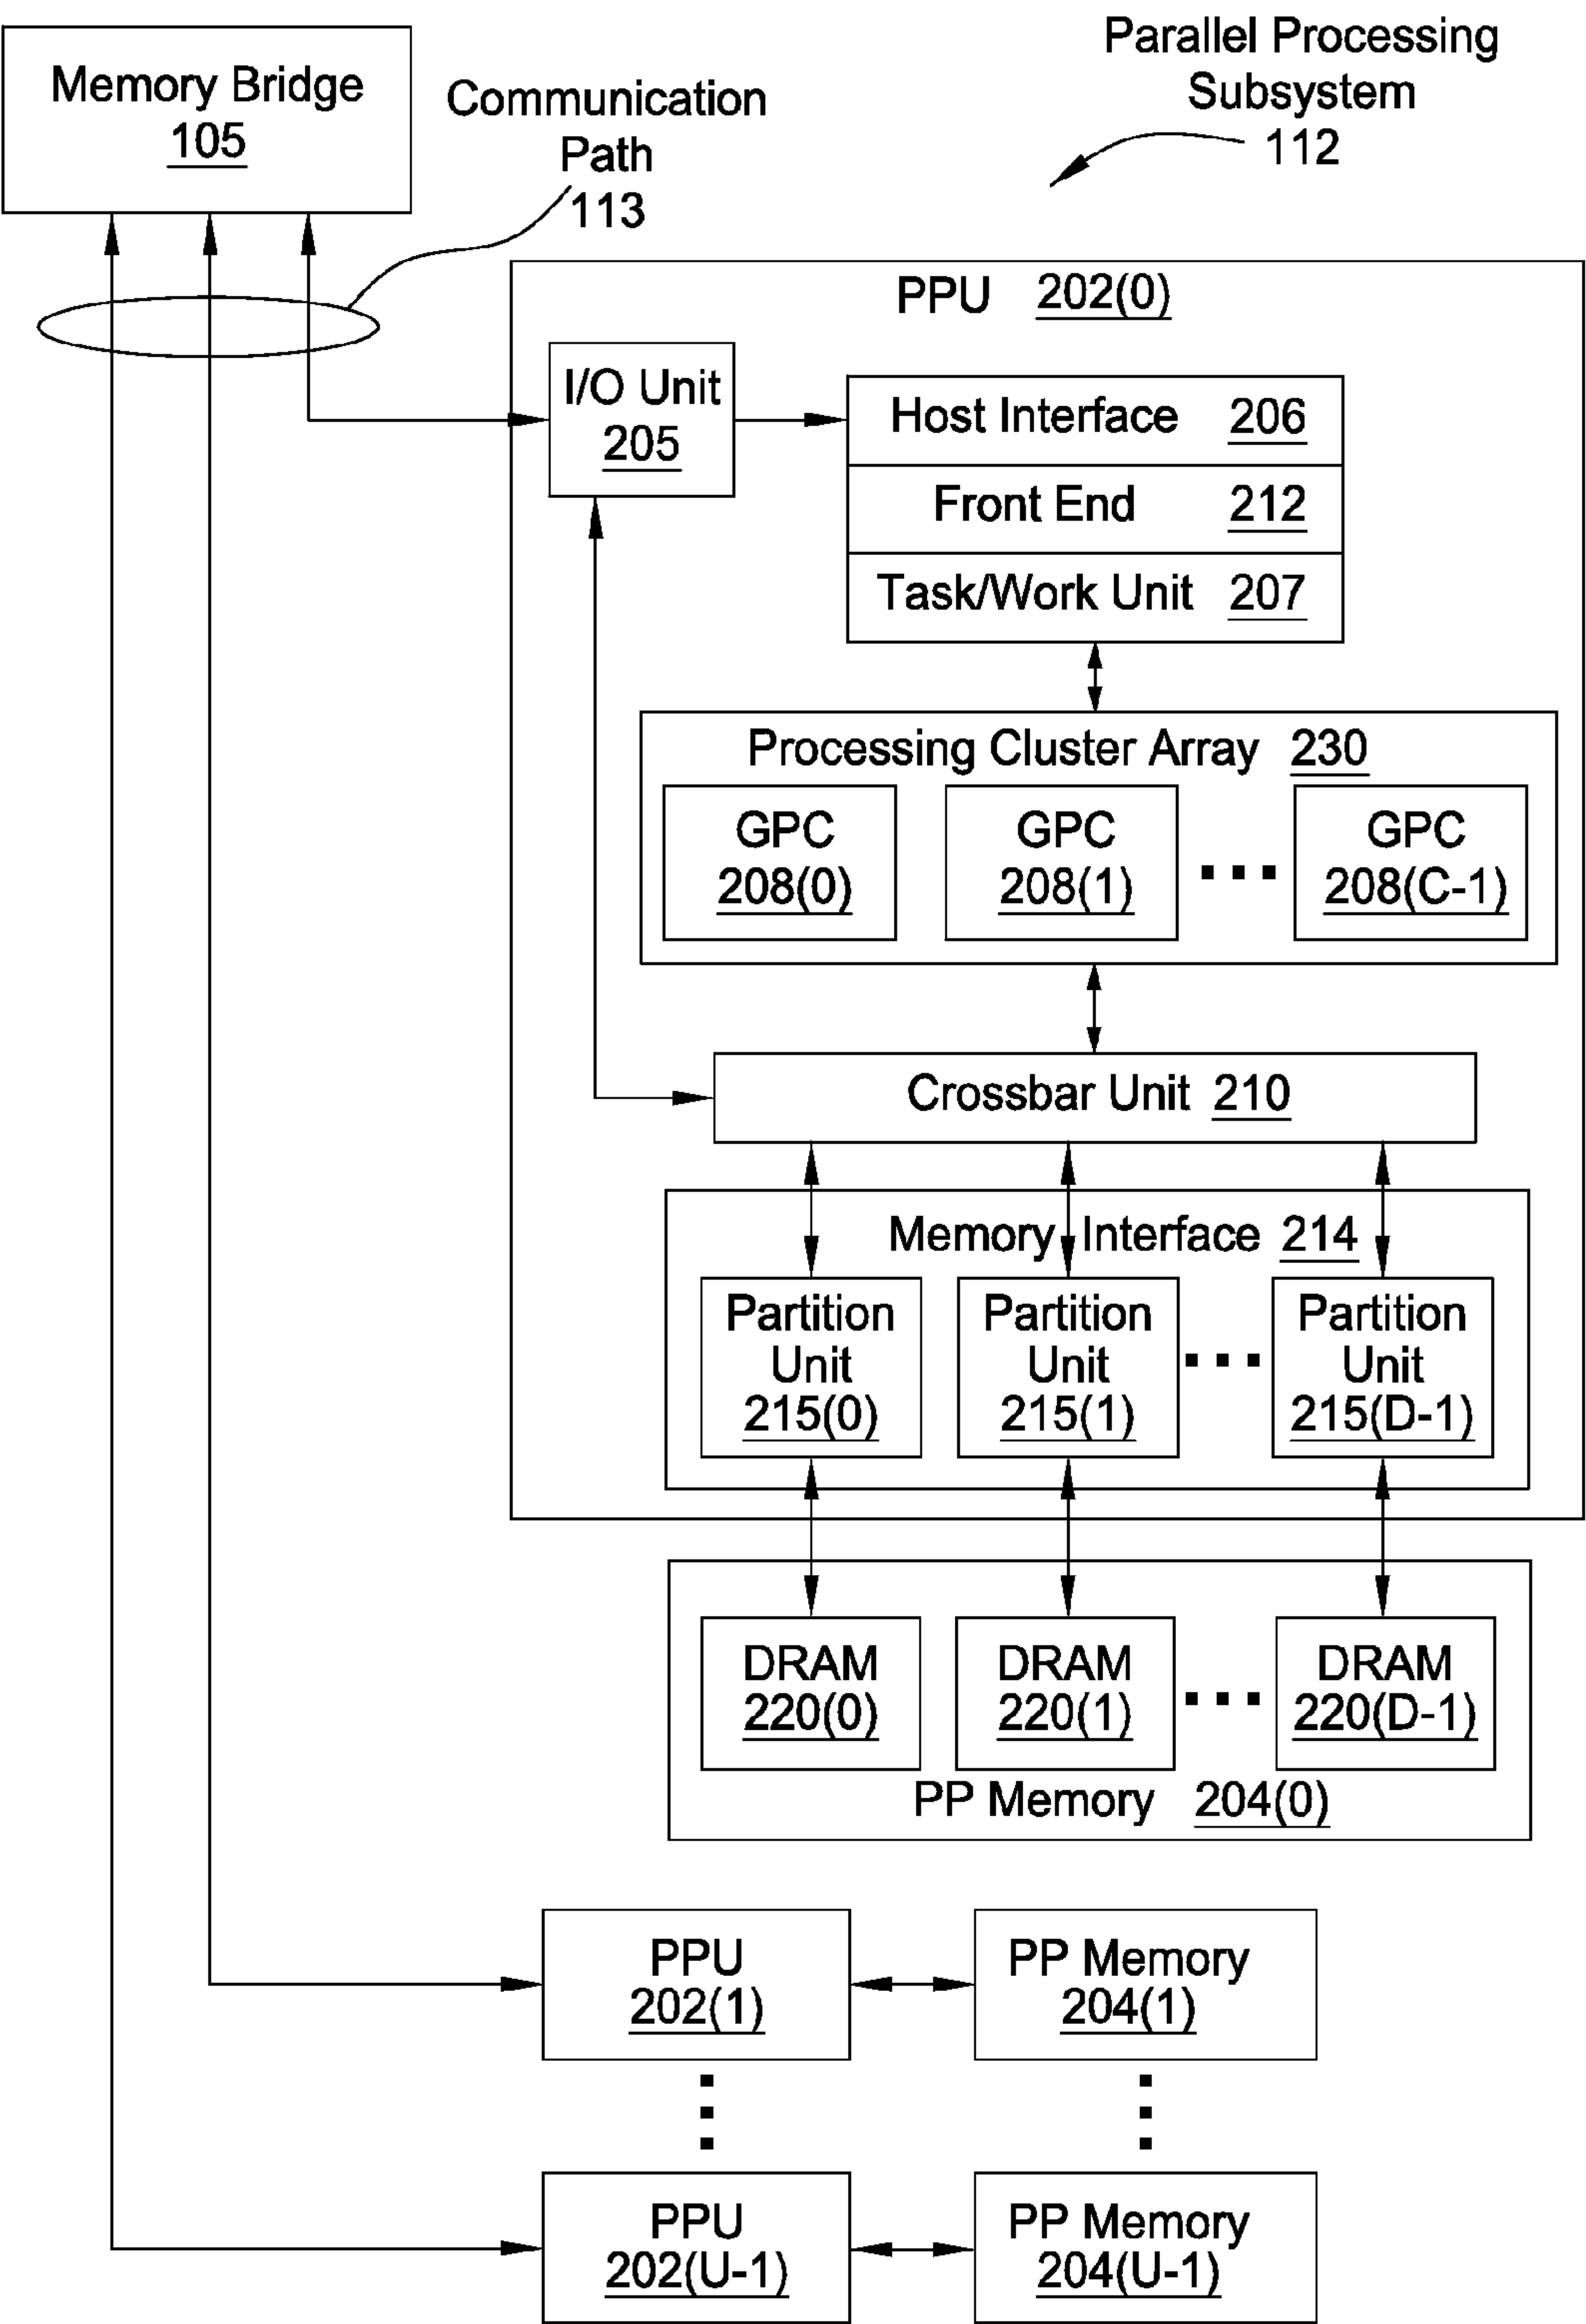 Parallel Processing
Subsystem
112
Memory Bridge
105
Communication
Path
113
PPU 202(0)
I/O Unit
205
Host Interface 206
Front End 212
Task/Work Unit 207
Processing Cluster Array 230
GPC
208(0)
GPC
208(1)
GPC
208(C-1)
Crossbar Unit 210
Memory Interface 214
Partition
Unit
215(0)
Partition
Unit
215(1)
Partition
Unit
215(D-1)
DRAM
220(0)
DRAM
220(1)
DRAM
220(D-1)
PP Memory 204(0)
PPU
202(1)
PP Memory
204(1)
PPU
202(U-1)
PP Memory
204(U-1)